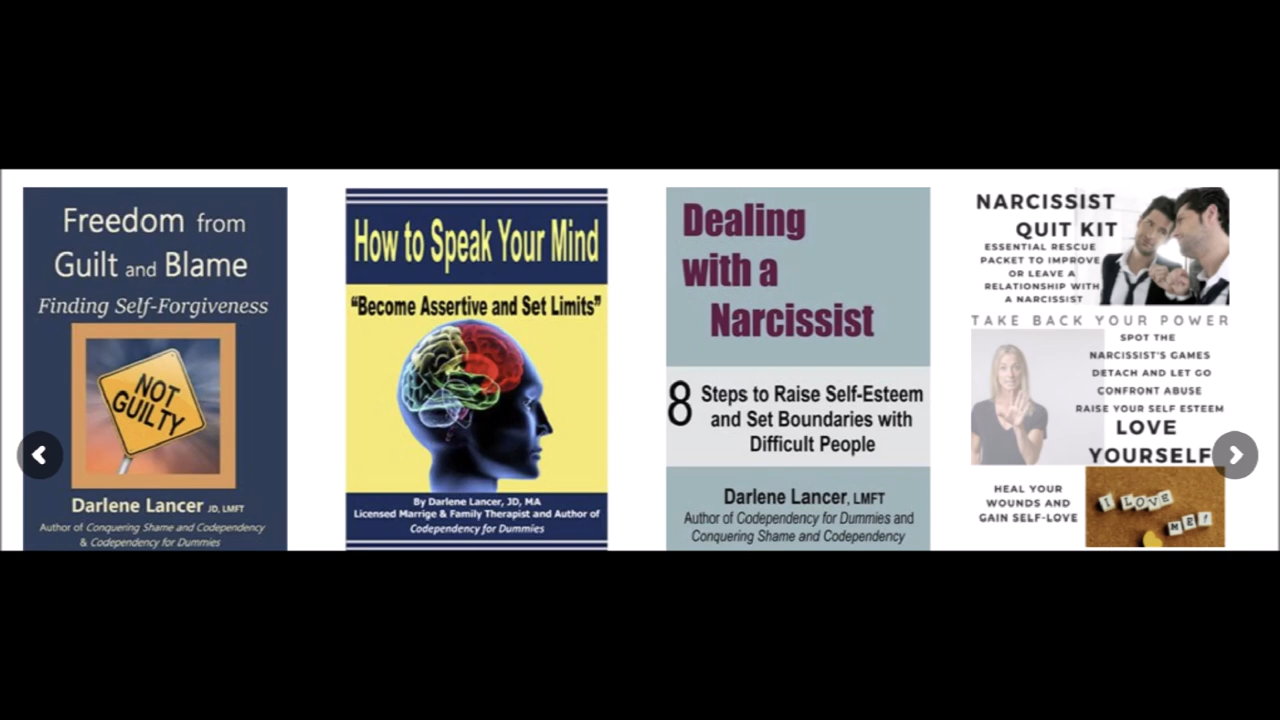 Freedom from
Guilt and Blame
Finding Self-Forgiveness
NOT
GUILTY
Darlene Lancer JD, LMFT
Author of Conquering Shame and Codependency
& Codependency for Dummies
How to Speak Your Mind
“Become Assertive and Set Limits”
By Darlene Lancer, JD, MA
Licensed Marrige & Family Therapist and Author of
Codependency for Dummies
Dealing
with a
Narcissist
8 Steps to Raise Self-Esteem
and Set Boundaries with
Difficult People
Darlene Lancer, LMFT
Author of Codependency for Dummies and
Conquering Shame and Codependency
NARCISSIST
QUIT KIT
ESSENTIAL RESCUE
PACKET TO IMPROVE
OR LEAVE A
RELATIONSHIP WITH
A NARCISSIST
TAKE BACK YOUR POWER
SPOT THE
NARCISSIST'S GAMES
DETACH AND LET GO
CONFRONT ABUSE
RAISE YOUR SELF ESTEEM
LOVE
YOURSELF
HEAL YOUR
WOUNDS AND
GAIN SELF-LOVE
I LOVE
ME!